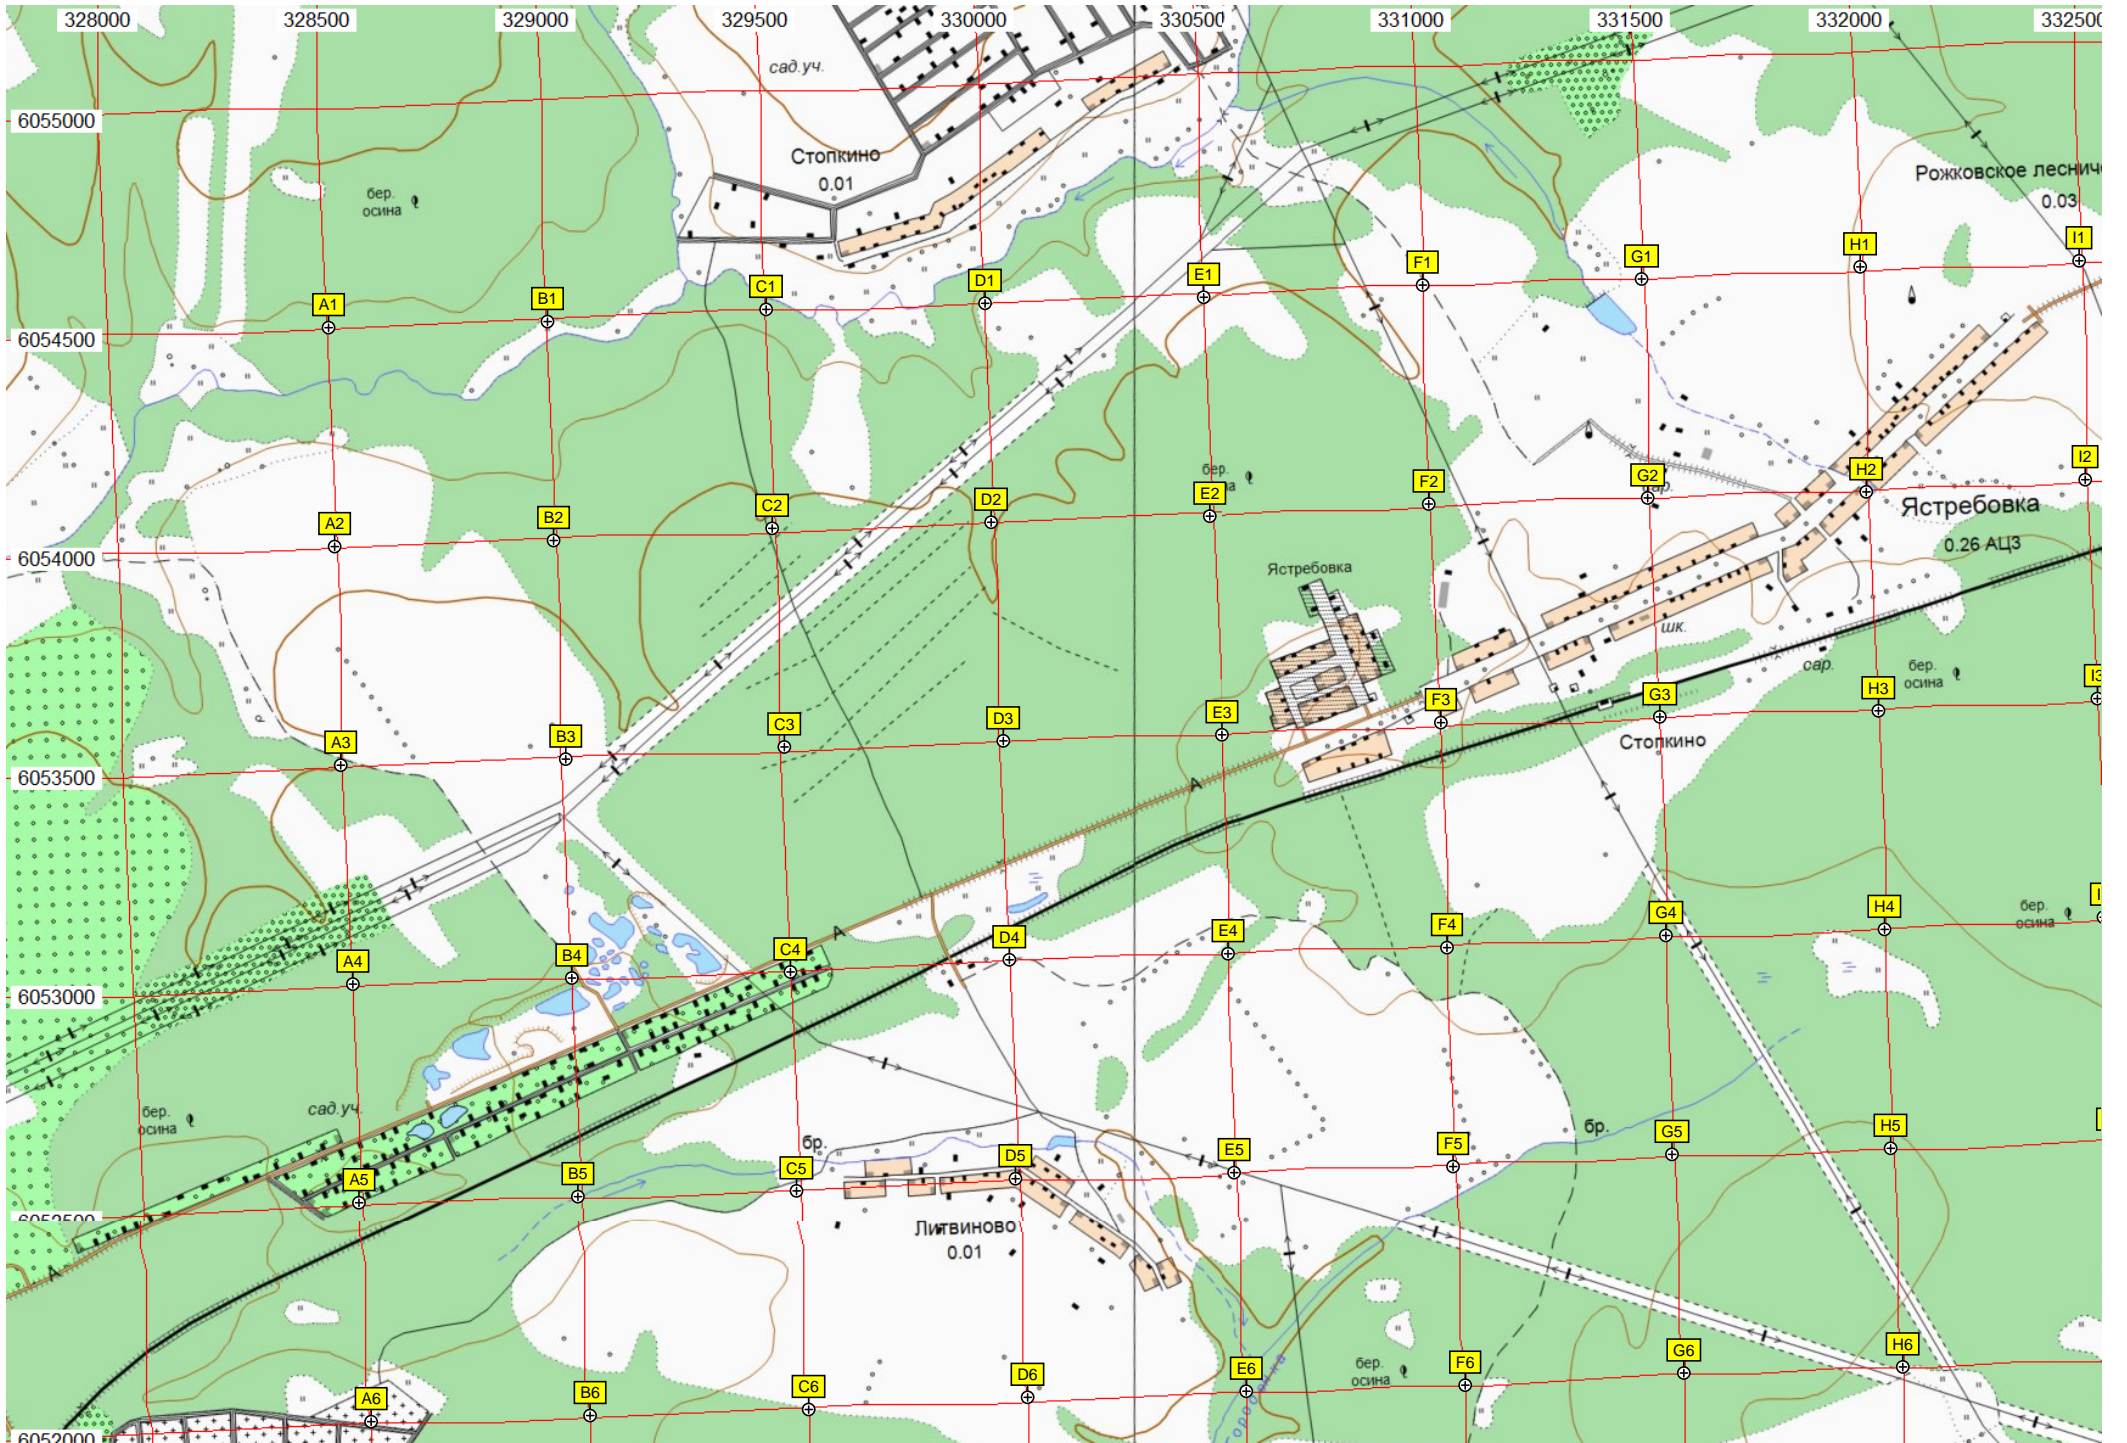 328000 328500 329000 329500 330000 330500 331000 331500 332000 332500
6055000
6054500
6054000
6053500
6053000
6052500
6052000
сад.уч.
Стопкино
0.01
бер.
осина
Рожковское леснич
0.03
A1 B1 C1 D1 E1 F1 G1 H1 I1
бер.
A2 B2 C2 D2 E2 F2 G2 H2 I2
Ястребовка
0.26 АЦЗ
Ястребовка
шк.
сар.
бер.
осина
A3 B3 C3 D3 E3 F3 G3 H3 I3
Стопкино
А
А
бер.
осина
A4 B4 C4 D4 E4 F4 G4 H4
сад.уч.
бер.
осина
бр.
бр.
A5 B5 C5 D5 E5 F5 G5 H5
Литвиново
0.01
А
бер.
осина
A6 B6 C6 D6 E6 F6 G6 H6